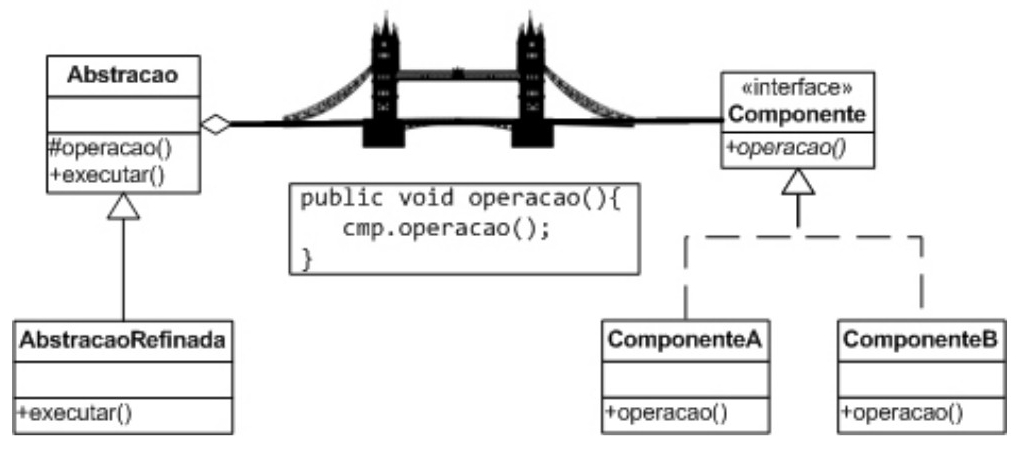 Abstracao
#operacao()
+executar()
«interface»
Componente
+operacao()
public void operacao(){
cmp.operacao();
}
AbstracaoRefinada
+executar()
ComponenteA
+operacao()
ComponenteB
+operacao()